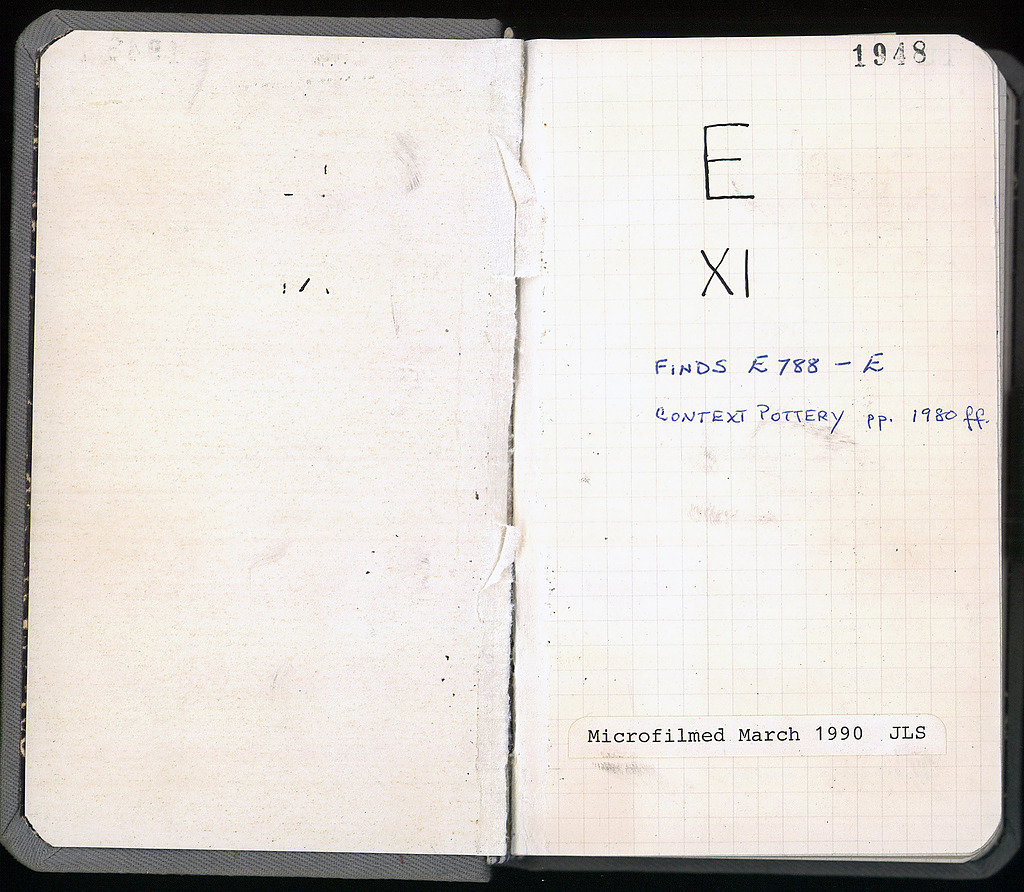 1948
E
XI
FINDS E 788 - E
CONTEXT POTTERY pp. 1980 ff.
Microfilmed March 1990 JLS